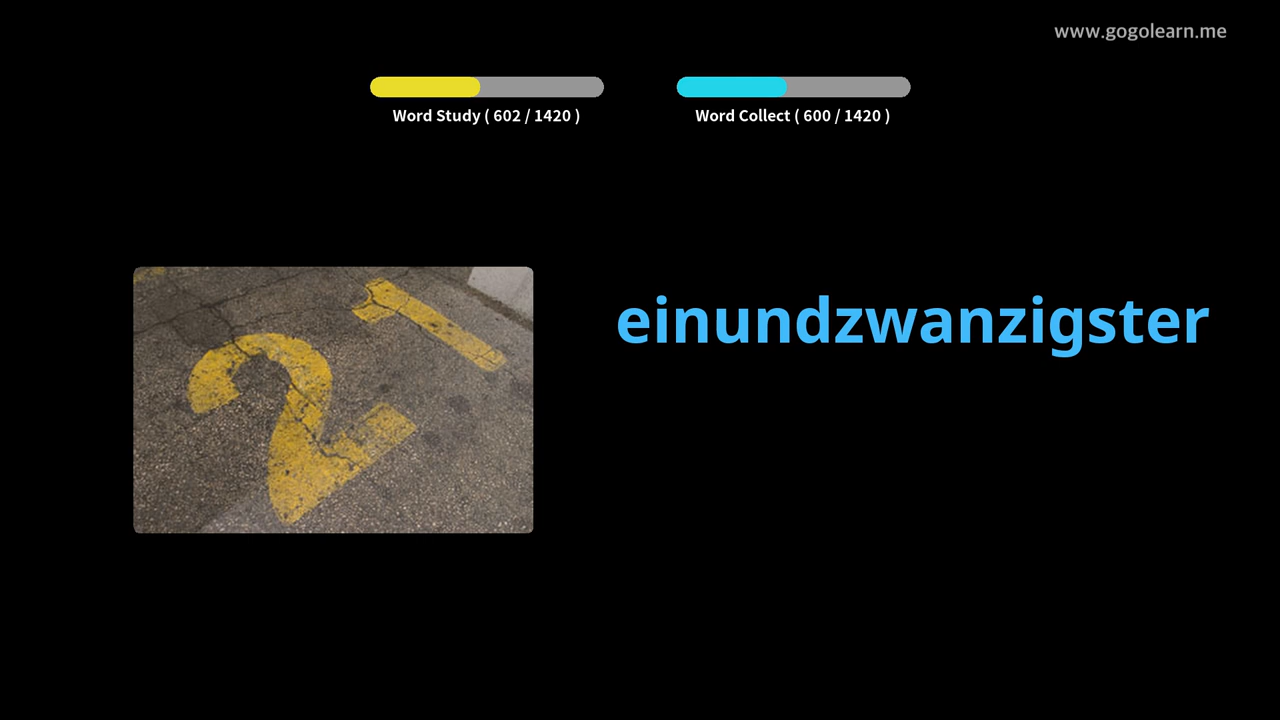 www.gogolearn.me
Word Study ( 602 / 1420 )
Word Collect ( 600 / 1420 )
einundzwanzigster
21